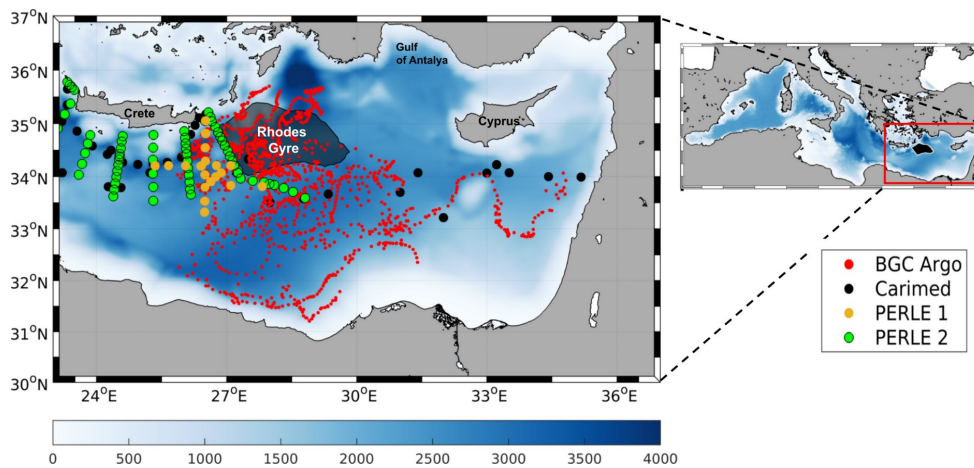 37°N
36°N
35°N
34°N
33°N
32°N
31°N
30°N
24°E
27°E
30°E
33°E
36°E
Gulf
of Antalya
Crete
Rhodes
Gyre
Cyprus
BGC Argo
Carimed
PERLE 1
PERLE 2
0
500
1000
1500
2000
2500
3000
3500
4000